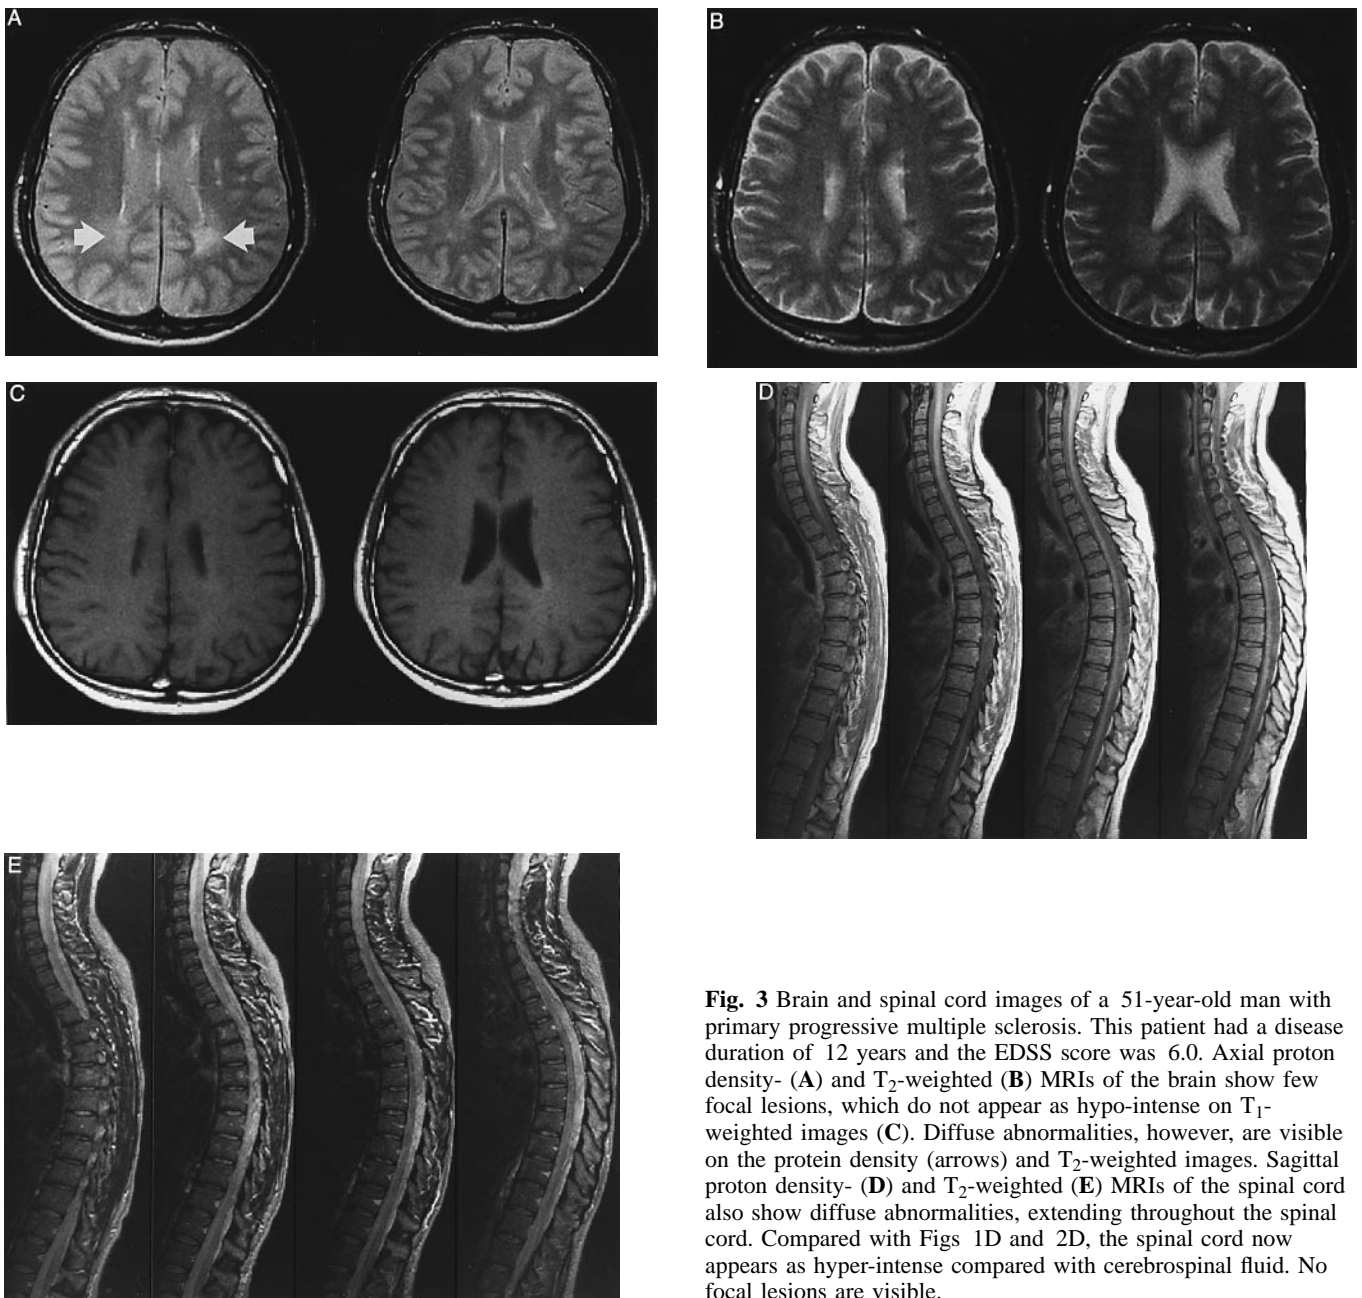 A
B
C
D
E
Fig. 3 Brain and spinal cord images of a 51-year-old man with
primary progressive multiple sclerosis. This patient had a disease
duration of 12 years and the EDSS score was 6.0. Axial proton
density- (A) and T₂-weighted (B) MRIs of the brain show few
focal lesions, which do not appear as hypo-intense on T₁-
weighted images (C). Diffuse abnormalities, however, are visible
on the protein density (arrows) and T₂-weighted images. Sagittal
proton density- (D) and T₂-weighted (E) MRIs of the spinal cord
also show diffuse abnormalities, extending throughout the spinal
cord. Compared with Figs 1D and 2D, the spinal cord now
appears as hyper-intense compared with cerebrospinal fluid. No
focal lesions are visible.